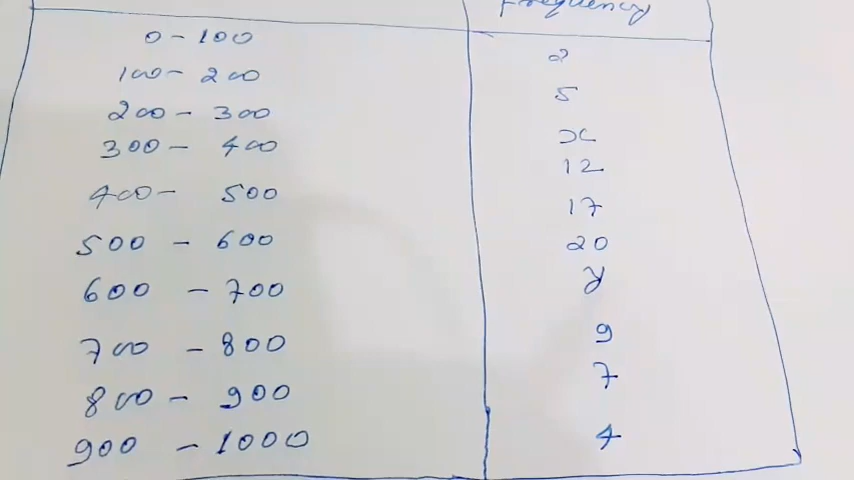 Frequency
0 - 100 2
100 - 200 5
200 - 300 x
300 - 400 12
400 - 500 17
500 - 600 20
600 - 700 y
700 - 800 9
800 - 900 7
900 - 1000 4